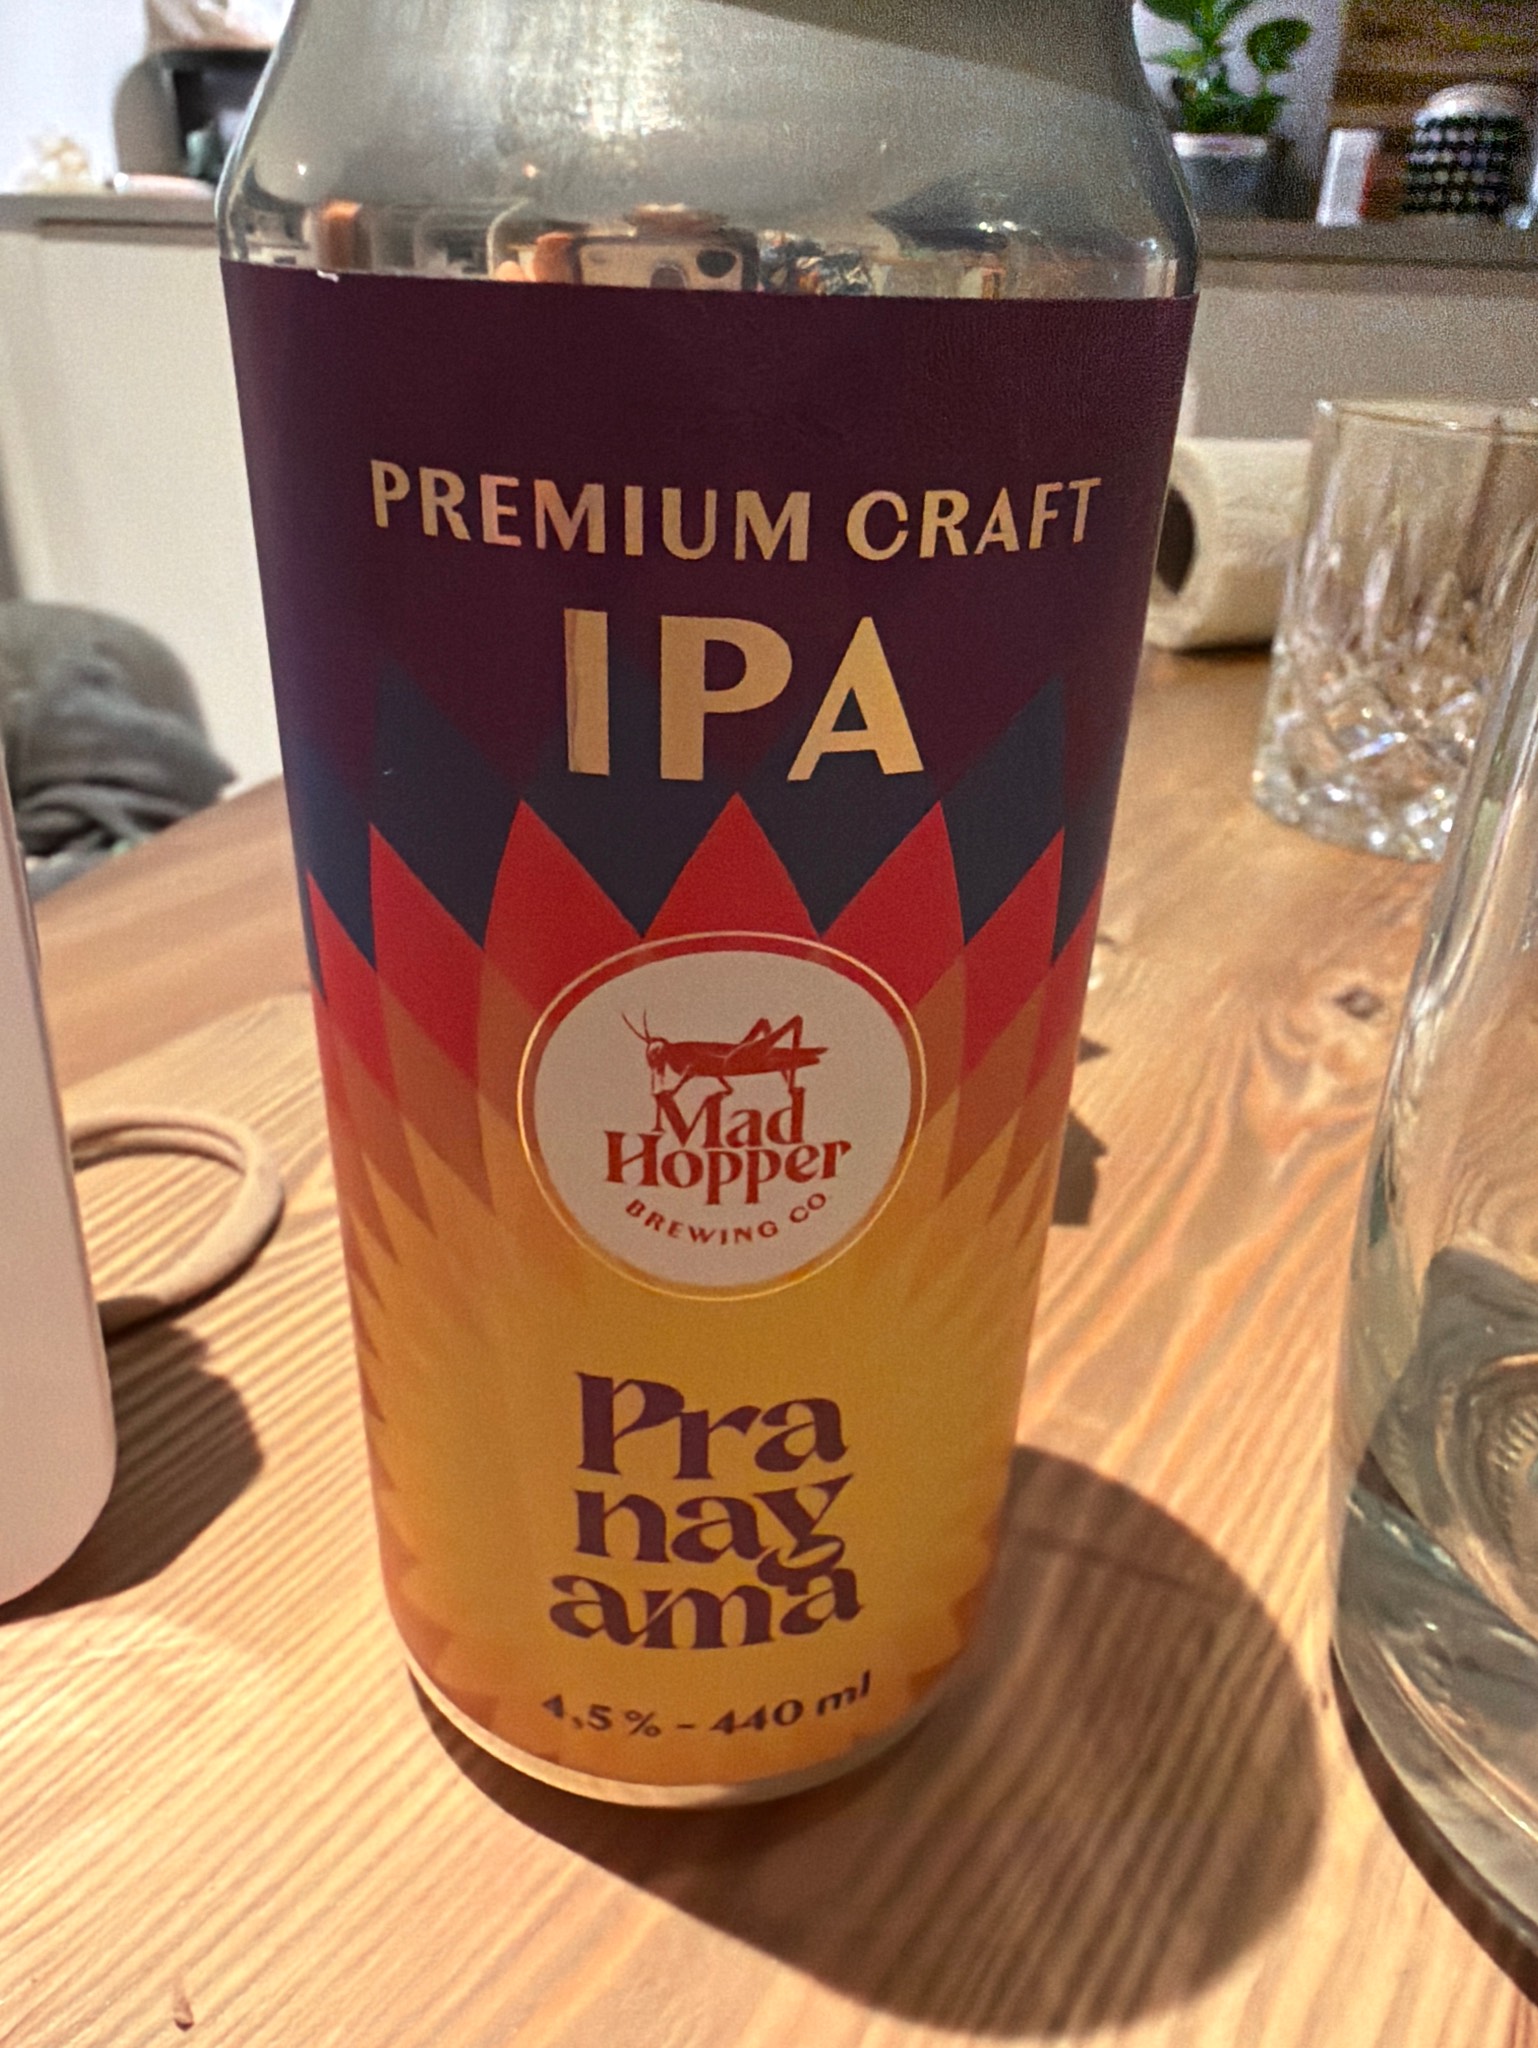 PREMIUM CRAFT
IPA
Mad
Hopper
BREWING CO
Pra
nay
ama
4,5% - 440 ml